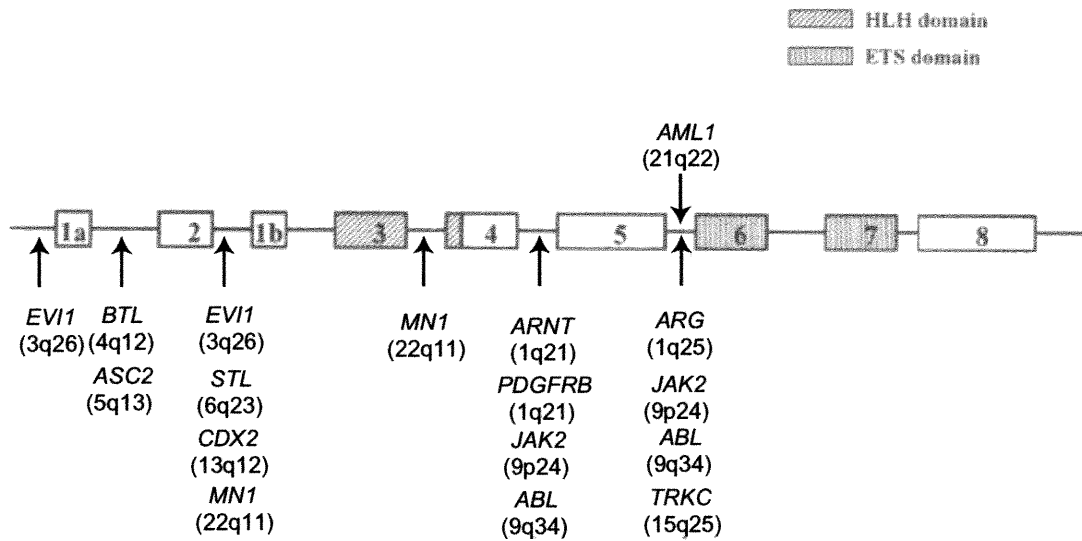 HLH domain
ETS domain
AML1
(21q22)
1a 2 1b 3 4 5 6 7 8
EVI1
(3q26)
BTL
(4q12)
ASC2
(5q13)
EVI1
(3q26)
STL
(6q23)
CDX2
(13q12)
MN1
(22q11)
MN1
(22q11)
ARNT
(1q21)
PDGFRB
(1q21)
JAK2
(9p24)
ABL
(9q34)
ARG
(1q25)
JAK2
(9p24)
ABL
(9q34)
TRKC
(15q25)